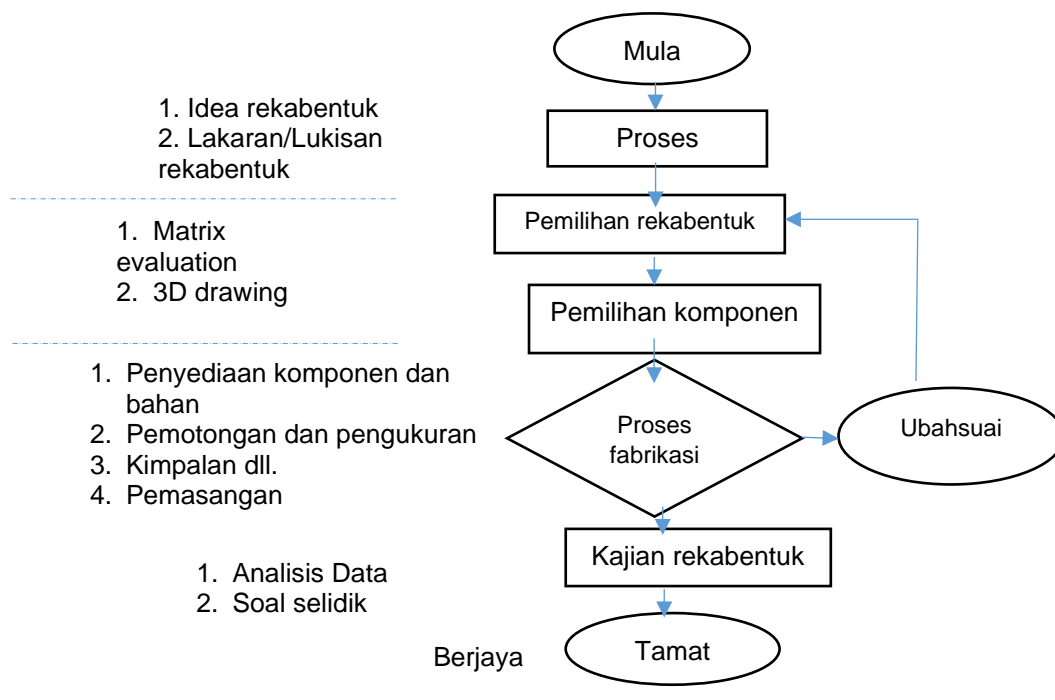 Mula
1. Idea rekabentuk
2. Lakaran/Lukisan
rekabentuk
Proses
Pemilihan rekabentuk
1. Matrix
evaluation
2. 3D drawing
Pemilihan komponen
1. Penyediaan komponen dan
bahan
2. Pemotongan dan pengukuran
3. Kimpalan dll.
4. Pemasangan
Proses
fabrikasi
Ubahsuai
Kajian rekabentuk
1. Analisis Data
2. Soal selidik
Berjaya
Tamat